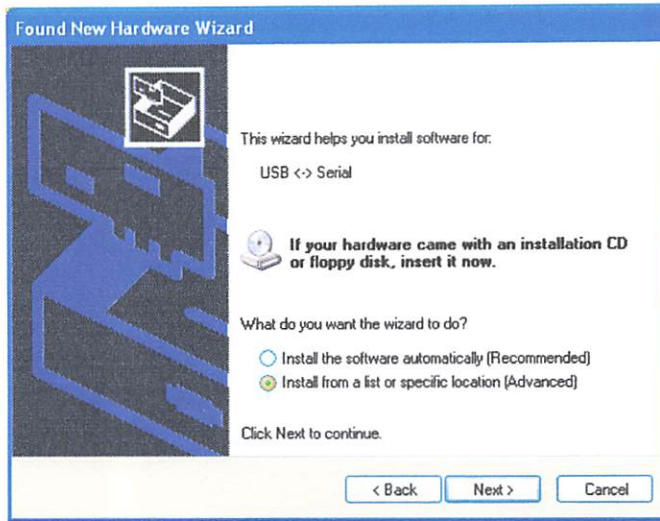 Found New Hardware Wizard
This wizard helps you install software for:
USB <-> Serial
If your hardware came with an installation CD
or floppy disk, insert it now.
What do you want the wizard to do?
Install the software automatically (Recommended)
Install from a list or specific location (Advanced)
Click Next to continue.
< Back
Next >
Cancel